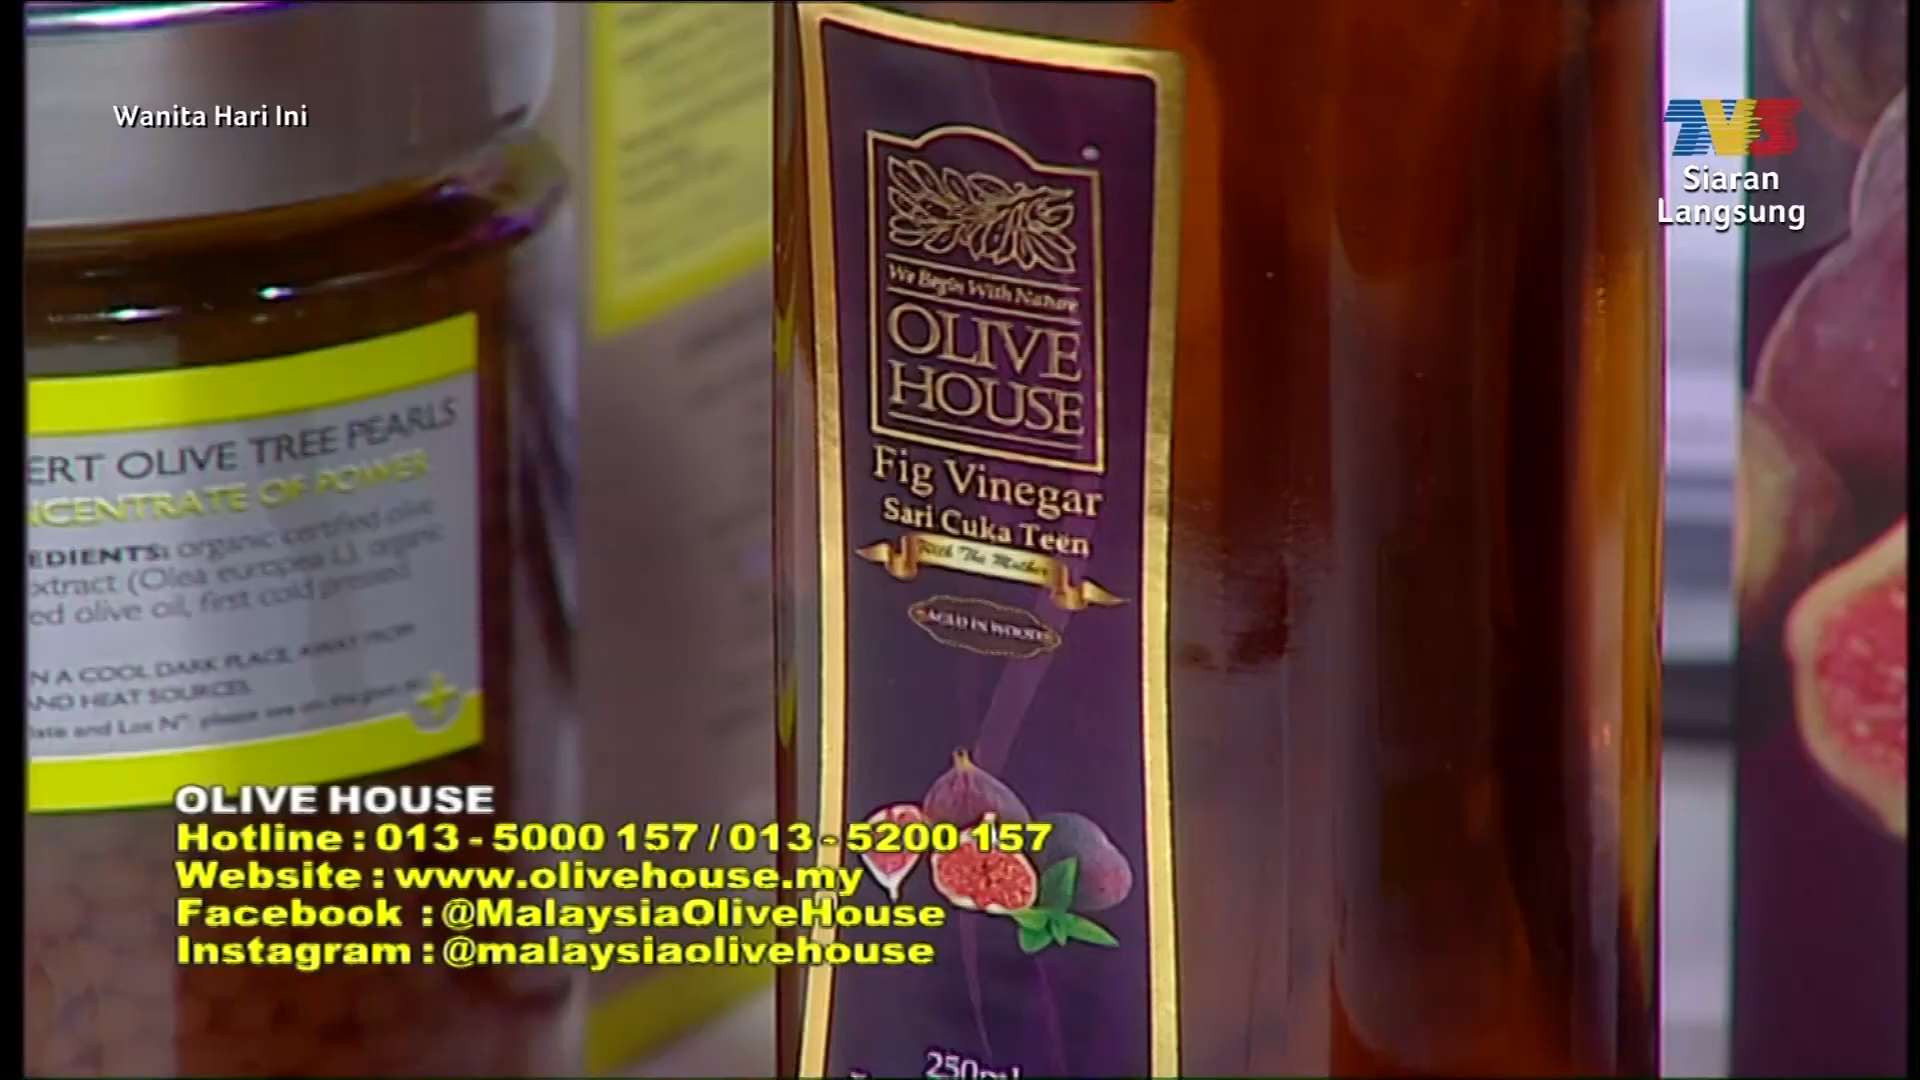 Wanita Hari Ini
TV3
Siaran
Langsung
ERT OLIVE TREE PEARLS
NCENTRATE OF POWER
EDIENTS: organic certified olive
xtract (Olea europea L), organic
ed olive oil, first cold pressed
N A COOL DARK PLACE, AWAY FROM
AND HEAT SOURCES.
We Begin With Nature
OLIVE
HOUSE
Fig Vinegar
Sari Cuka Teen
With The Mother
AGED IN WOOD
250ml
OLIVE HOUSE
Hotline : 013 - 5000 157 / 013 - 5200 157
Website : www.olivehouse.my
Facebook : @MalaysiaOliveHouse
Instagram : @malaysiaolivehouse